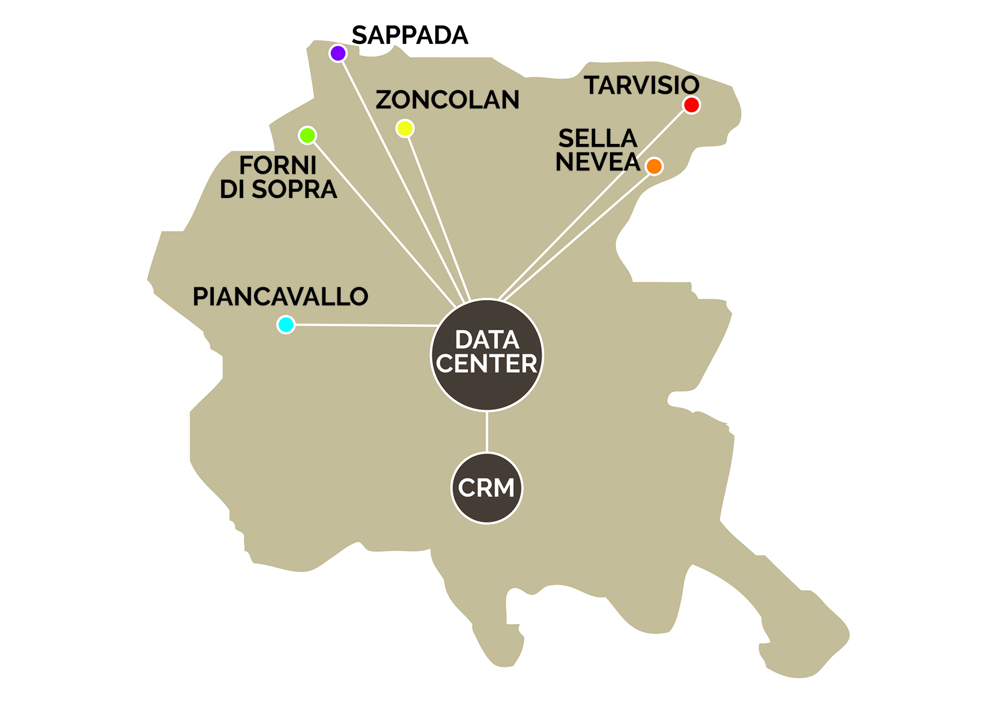 SAPPADA
ZONCOLAN
TARVISIO
SELLA
NEVEA
FORNI
DI SOPRA
PIANCAVALLO
DATA
CENTER
CRM